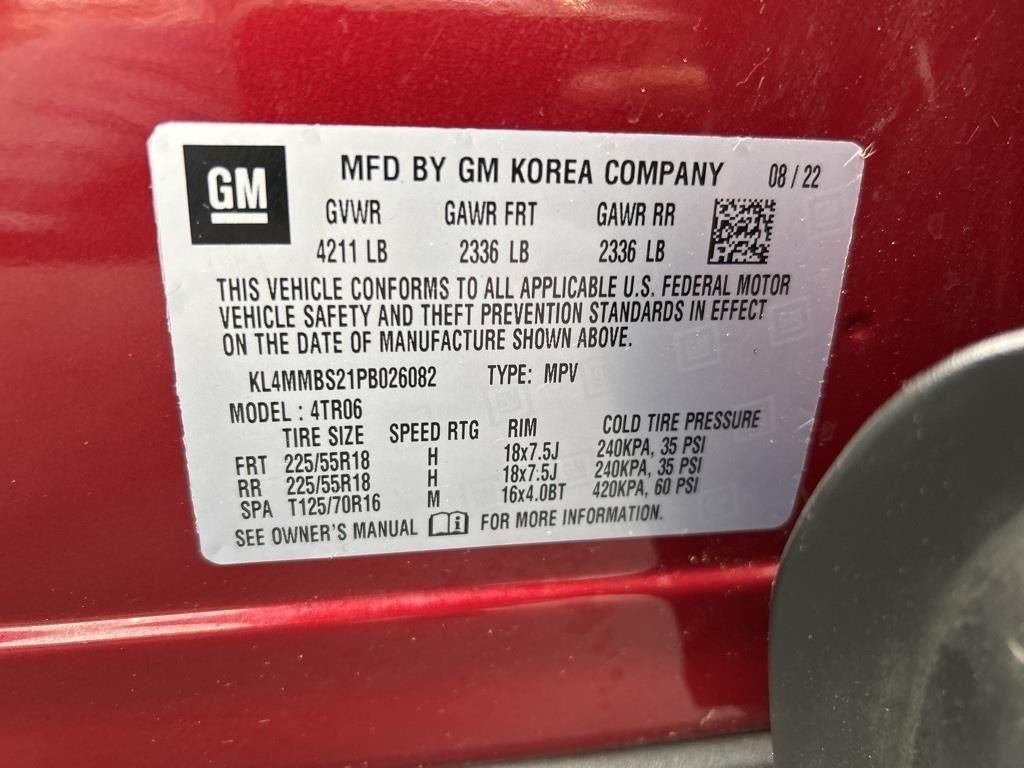 GM
MFD BY GM KOREA COMPANY 08 / 22
GVWR GAWR FRT GAWR RR
4211 LB 2336 LB 2336 LB
THIS VEHICLE CONFORMS TO ALL APPLICABLE U.S. FEDERAL MOTOR
VEHICLE SAFETY AND THEFT PREVENTION STANDARDS IN EFFECT
ON THE DATE OF MANUFACTURE SHOWN ABOVE.
KL4MMBS21PB026082 TYPE: MPV
MODEL : 4TR06
TIRE SIZE SPEED RTG RIM COLD TIRE PRESSURE
FRT 225/55R18 H 18x7.5J 240KPA, 35 PSI
RR 225/55R18 H 18x7.5J 240KPA, 35 PSI
SPA T125/70R16 M 16x4.0BT 420KPA, 60 PSI
SEE OWNER'S MANUAL i FOR MORE INFORMATION.